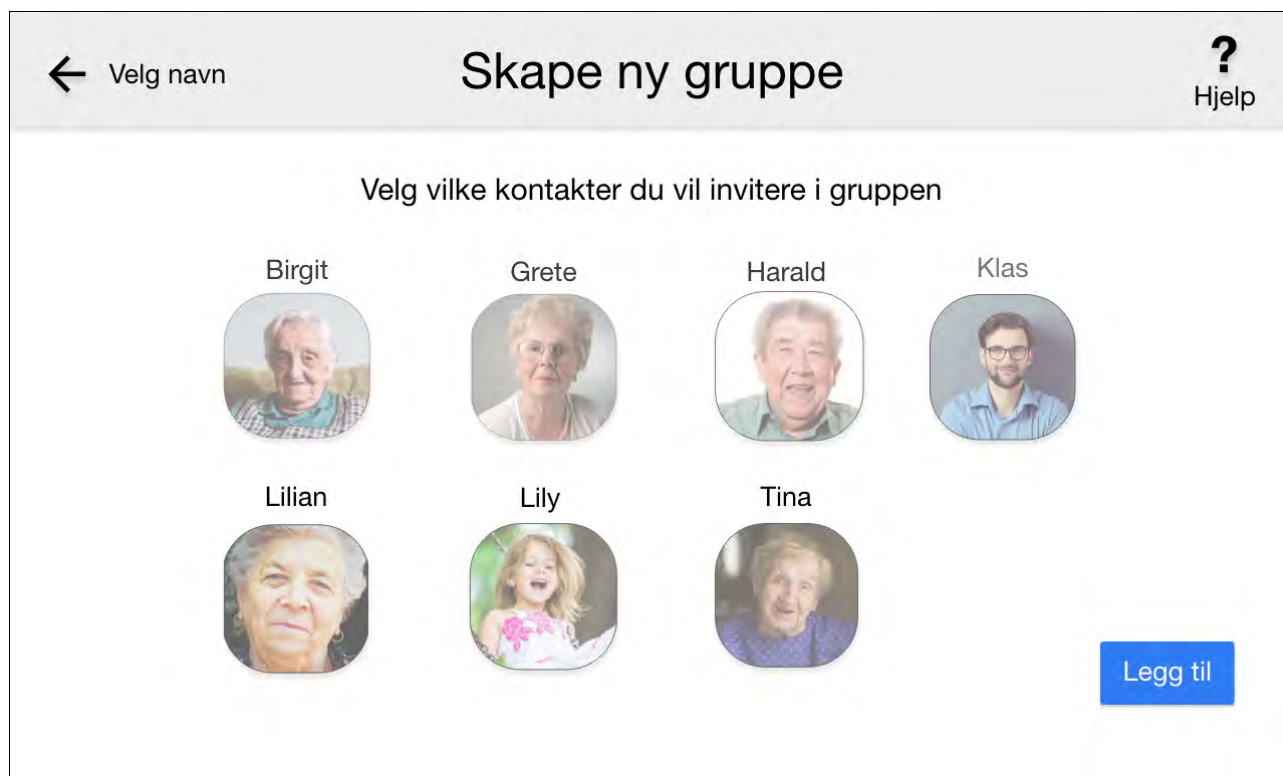 Velg navn
Skape ny gruppe
?
Hjelp
Velg vilke kontakter du vil invitere i gruppen
Birgit Grete Harald Klas
Lilian Lily Tina
Legg til